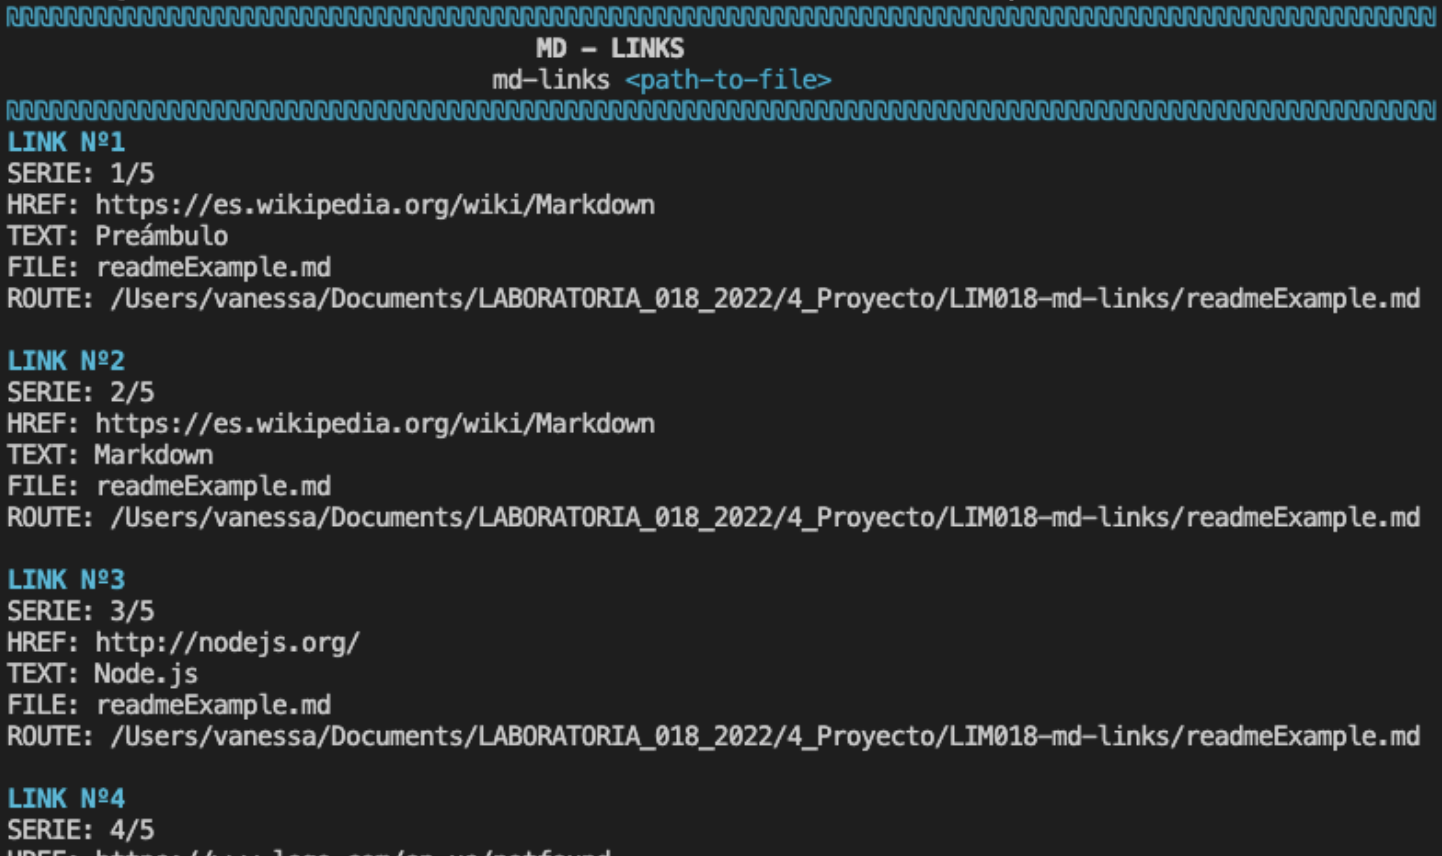 MD - LINKS
md-links <path-to-file>
LINK Nº1
SERIE: 1/5
HREF: https://es.wikipedia.org/wiki/Markdown
TEXT: Preámbulo
FILE: readmeExample.md
ROUTE: /Users/vanessa/Documents/LABORATORIA_018_2022/4_Proyecto/LIM018-md-links/readmeExample.md
LINK Nº2
SERIE: 2/5
HREF: https://es.wikipedia.org/wiki/Markdown
TEXT: Markdown
FILE: readmeExample.md
ROUTE: /Users/vanessa/Documents/LABORATORIA_018_2022/4_Proyecto/LIM018-md-links/readmeExample.md
LINK Nº3
SERIE: 3/5
HREF: http://nodejs.org/
TEXT: Node.js
FILE: readmeExample.md
ROUTE: /Users/vanessa/Documents/LABORATORIA_018_2022/4_Proyecto/LIM018-md-links/readmeExample.md
LINK Nº4
SERIE: 4/5